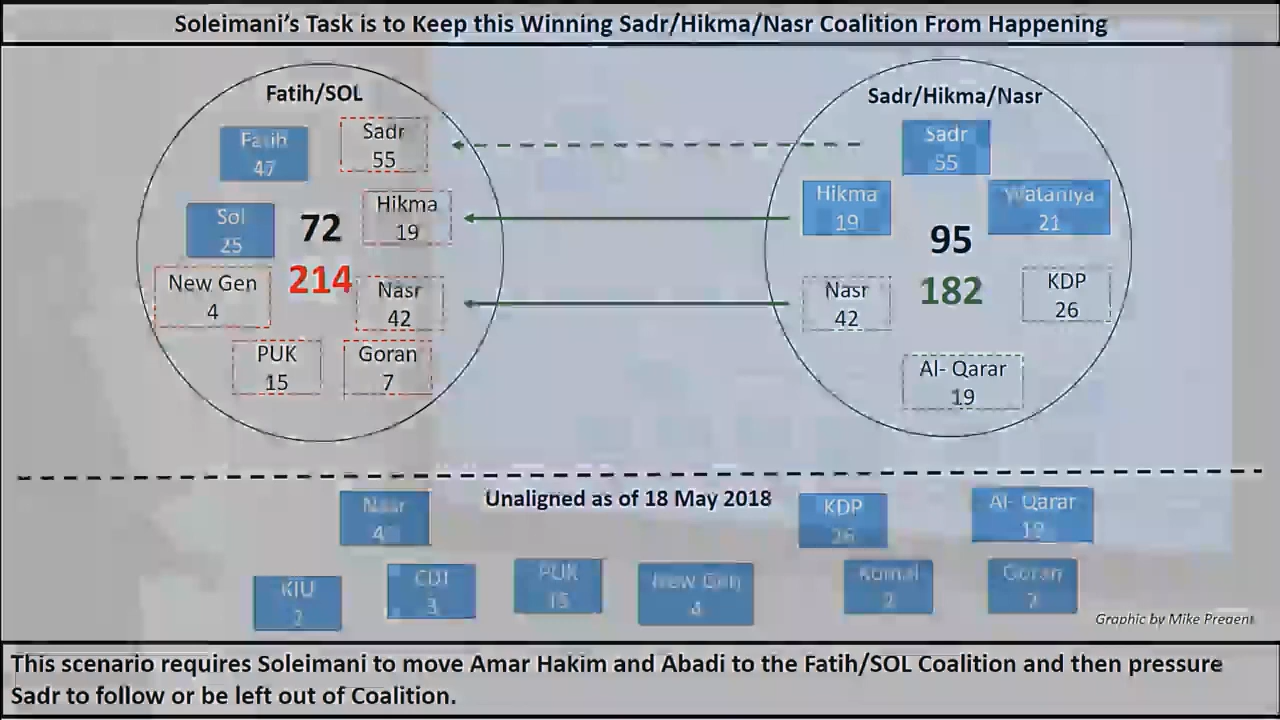 Soleimani's Task is to Keep this Winning Sadr/Hikma/Nasr Coalition From Happening
Fatih/SOL
Fatih
47
Sadr
55
Sol
25
72
214
Hikma
19
New Gen
4
Nasr
42
PUK
15
Goran
7
Sadr/Hikma/Nasr
Sadr
55
Hikma
19
Wataniya
21
95
182
Nasr
42
KDP
26
Al- Qarar
19
Unaligned as of 18 May 2018
Nasr
KDP
26
Al- Qarar
19
KIU
2
CDJ
3
PUK
15
New Gen
4
Komal
2
Goran
7
Graphic by Mike Pregent
This scenario requires Soleimani to move Amar Hakim and Abadi to the Fatih/SOL Coalition and then pressure
Sadr to follow or be left out of Coalition.